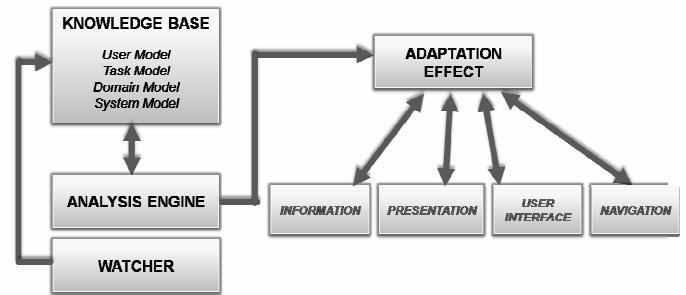 KNOWLEDGE BASE
User Model
Task Model
Domain Model
System Model
ANALYSIS ENGINE
WATCHER
ADAPTATION
EFFECT
INFORMATION
PRESENTATION
USER
INTERFACE
NAVIGATION